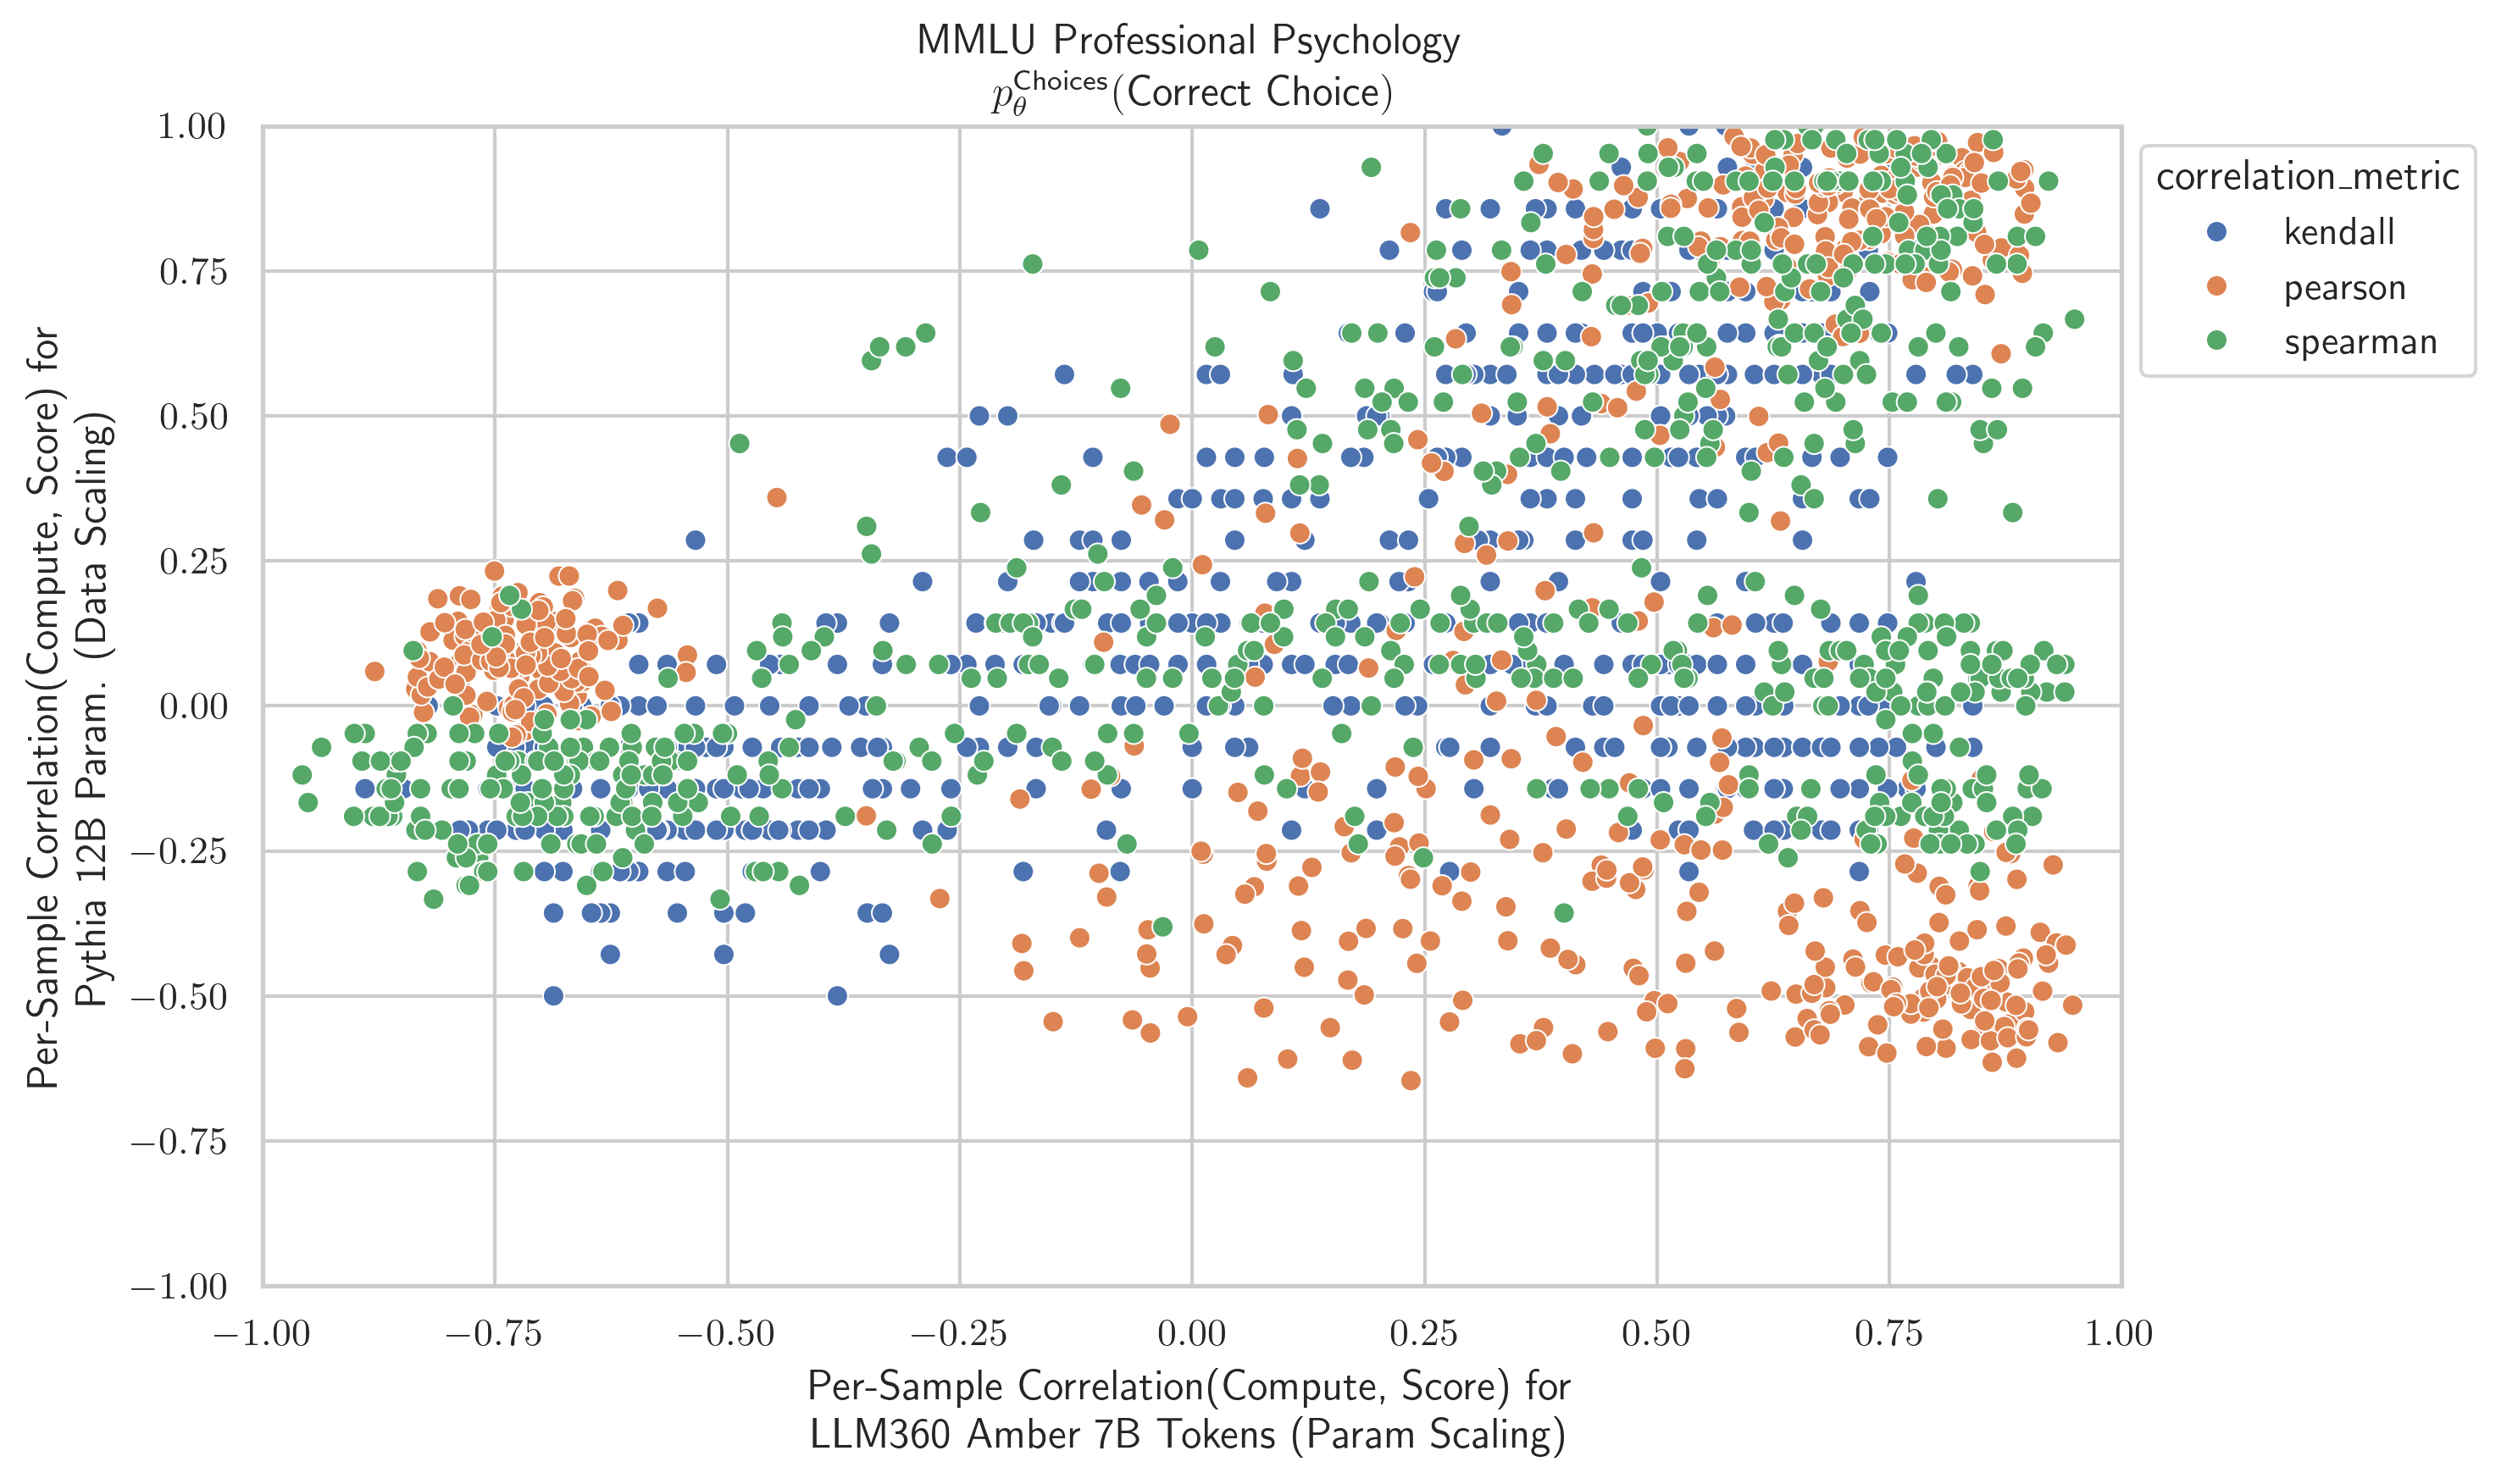 MMLU Professional Psychology
p_θ^Choices(Correct Choice)
1.00
0.75
0.50
0.25
0.00
−0.25
−0.50
−0.75
−1.00
Per-Sample Correlation(Compute, Score) for
Pythia 12B Param. (Data Scaling)
correlation_metric
kendall
pearson
spearman
−1.00 −0.75 −0.50 −0.25 0.00 0.25 0.50 0.75 1.00
Per-Sample Correlation(Compute, Score) for
LLM360 Amber 7B Tokens (Param Scaling)